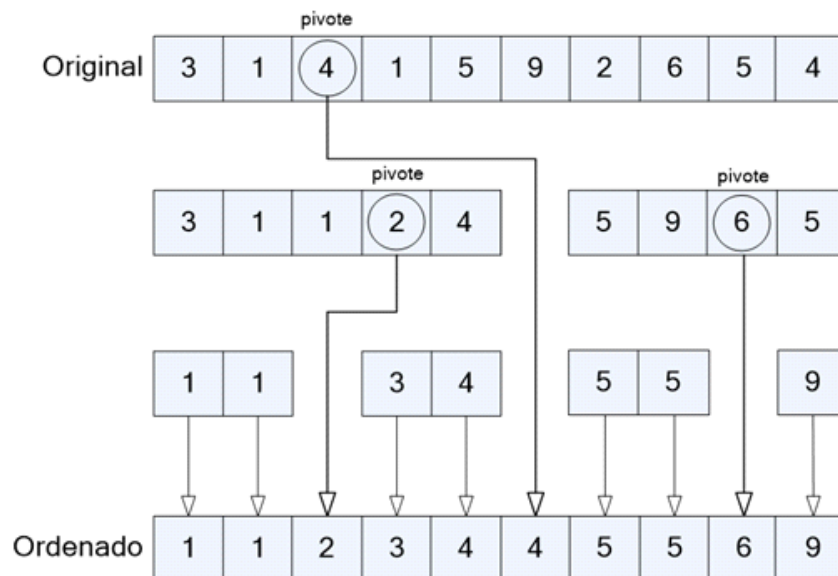 pivote
Original 3 1 4 1 5 9 2 6 5 4
pivote pivote
3 1 1 2 4 5 9 6 5
1 1 3 4 5 5 9
Ordenado 1 1 2 3 4 4 5 5 6 9